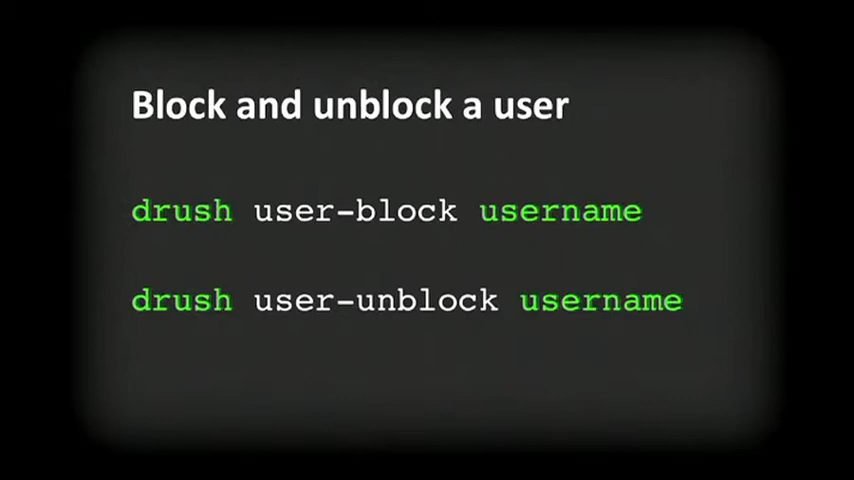 Block and unblock a user
drush user-block username
drush user-unblock username